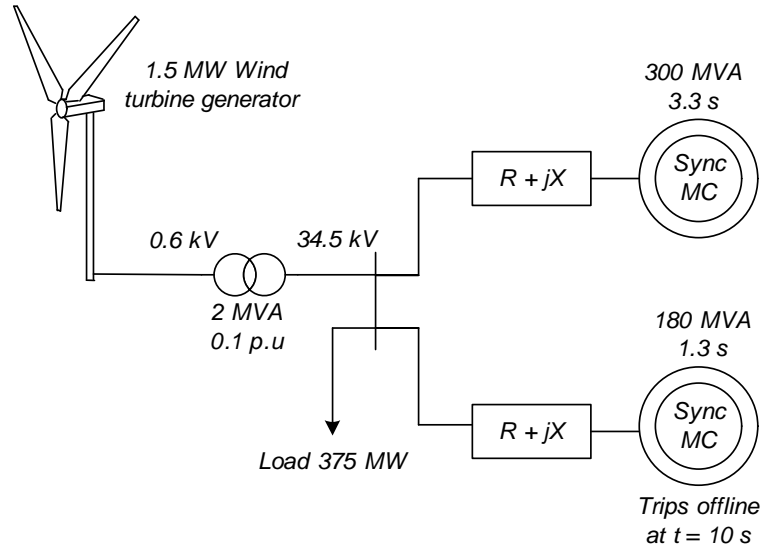 1.5 MW Wind
turbine generator
0.6 kV
34.5 kV
2 MVA
0.1 p.u
Load 375 MW
R + jX
300 MVA
3.3 s
Sync
MC
R + jX
180 MVA
1.3 s
Sync
MC
Trips offline
at t = 10 s